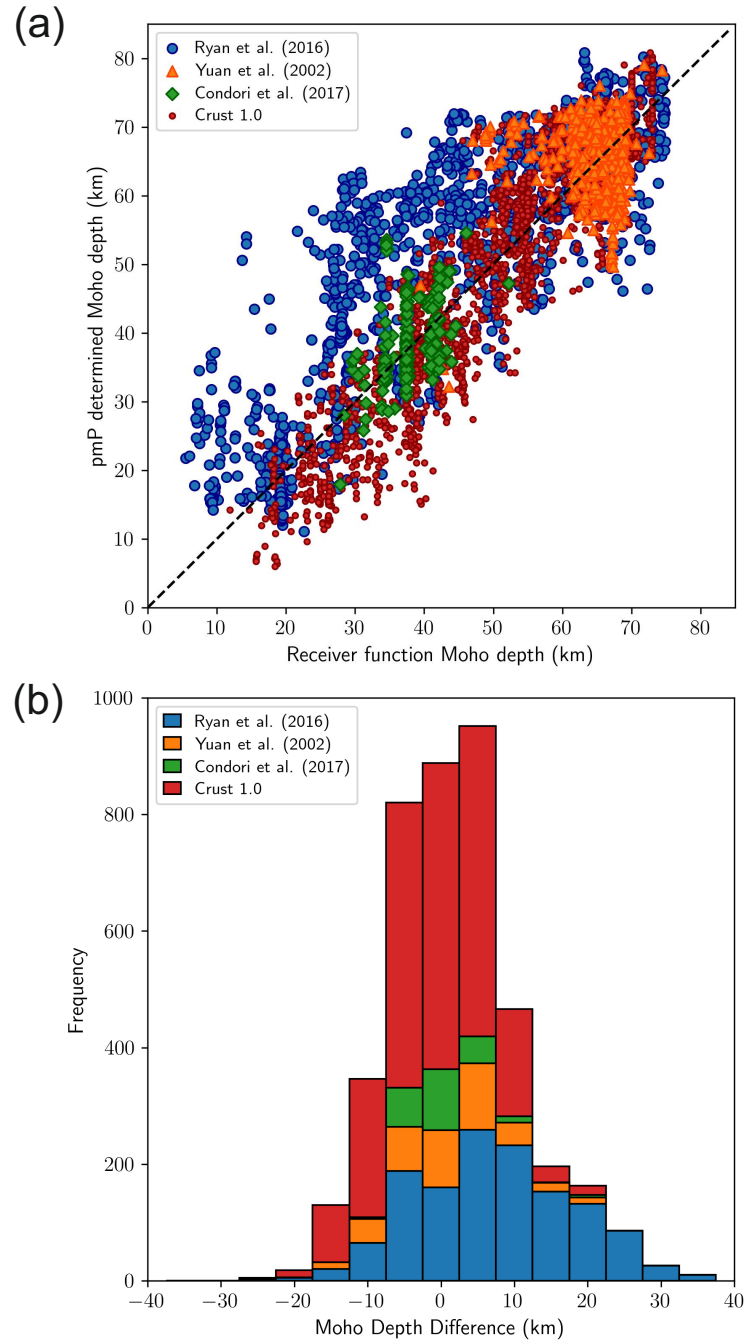 (a)
Ryan et al. (2016)
Yuan et al. (2002)
Condori et al. (2017)
Crust 1.0
80
70
60
50
40
30
20
10
0
pmP determined Moho depth (km)
0 10 20 30 40 50 60 70 80
Receiver function Moho depth (km)
(b)
Ryan et al. (2016)
Yuan et al. (2002)
Condori et al. (2017)
Crust 1.0
1000
800
600
400
200
0
Frequency
−40 −30 −20 −10 0 10 20 30 40
Moho Depth Difference (km)